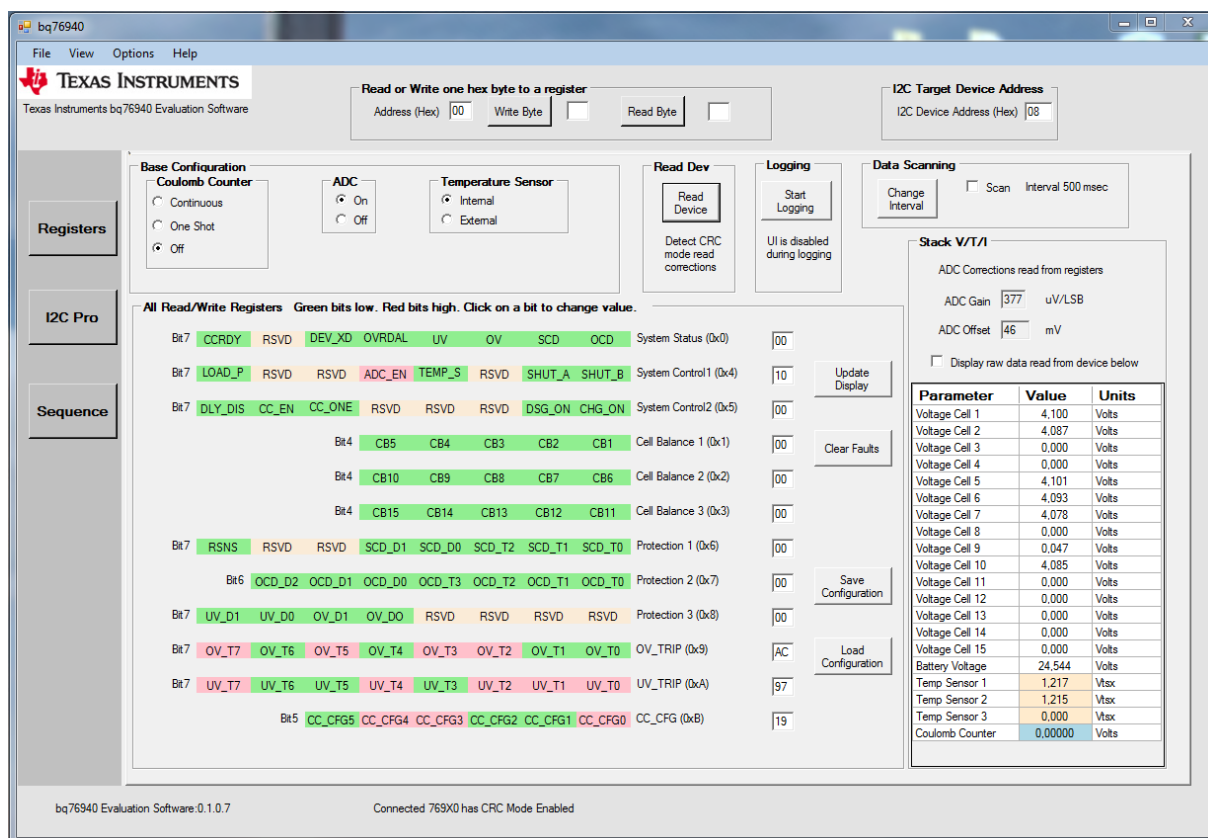 bq76940
File View Options Help
TEXAS INSTRUMENTS
Texas Instruments bq76940 Evaluation Software
Read or Write one hex byte to a register
Address (Hex) 00 Write Byte Read Byte
I2C Target Device Address
I2C Device Address (Hex) 08
Registers
I2C Pro
Sequence
Base Configuration
Coulomb Counter
Continuous
One Shot
Off
ADC
On
Off
Temperature Sensor
Internal
External
Read Dev
Read
Device
Detect CRC
mode read
corrections
Logging
Start
Logging
UI is disabled
during logging
Data Scanning
Change
Interval
Scan Interval 500 msec
All Read/Write Registers Green bits low. Red bits high. Click on a bit to change value.
Bit7 CCRDY RSVD DEV_XD OVRDAL UV OV SCD OCD System Status (0x0) 00
Bit7 LOAD_P RSVD RSVD ADC_EN TEMP_S RSVD SHUT_A SHUT_B System Control1 (0x4) 10
Bit7 DLY_DIS CC_EN CC_ONE RSVD RSVD RSVD DSG_ON CHG_ON System Control2 (0x5) 00
Bit4 CB5 CB4 CB3 CB2 CB1 Cell Balance 1 (0x1) 00
Bit4 CB10 CB9 CB8 CB7 CB6 Cell Balance 2 (0x2) 00
Bit4 CB15 CB14 CB13 CB12 CB11 Cell Balance 3 (0x3) 00
Bit7 RSNS RSVD RSVD SCD_D1 SCD_D0 SCD_T2 SCD_T1 SCD_T0 Protection 1 (0x6) 00
Bit6 OCD_D2 OCD_D1 OCD_D0 OCD_T3 OCD_T2 OCD_T1 OCD_T0 Protection 2 (0x7) 00
Bit7 UV_D1 UV_D0 OV_D1 OV_DO RSVD RSVD RSVD RSVD Protection 3 (0x8) 00
Bit7 OV_T7 OV_T6 OV_T5 OV_T4 OV_T3 OV_T2 OV_T1 OV_T0 OV_TRIP (0x9) AC
Bit7 UV_T7 UV_T6 UV_T5 UV_T4 UV_T3 UV_T2 UV_T1 UV_T0 UV_TRIP (0xA) 97
Bit5 CC_CFG5 CC_CFG4 CC_CFG3 CC_CFG2 CC_CFG1 CC_CFG0 CC_CFG (0xB) 19
Update
Display
Clear Faults
Save
Configuration
Load
Configuration
Stack V/T/I
ADC Corrections read from registers
ADC Gain 377 uV/LSB
ADC Offset 46 mV
Display raw data read from device below
Parameter Value Units
Voltage Cell 1 4,100 Volts
Voltage Cell 2 4,087 Volts
Voltage Cell 3 0,000 Volts
Voltage Cell 4 0,000 Volts
Voltage Cell 5 4,101 Volts
Voltage Cell 6 4,093 Volts
Voltage Cell 7 4,078 Volts
Voltage Cell 8 0,000 Volts
Voltage Cell 9 0,047 Volts
Voltage Cell 10 4,085 Volts
Voltage Cell 11 0,000 Volts
Voltage Cell 12 0,000 Volts
Voltage Cell 13 0,000 Volts
Voltage Cell 14 0,000 Volts
Voltage Cell 15 0,000 Volts
Battery Voltage 24,544 Volts
Temp Sensor 1 1,217 Vtsx
Temp Sensor 2 1,215 Vtsx
Temp Sensor 3 0,000 Vtsx
Coulomb Counter 0,00000 Volts
bq76940 Evaluation Software:0.1.0.7 Connected 769X0 has CRC Mode Enabled